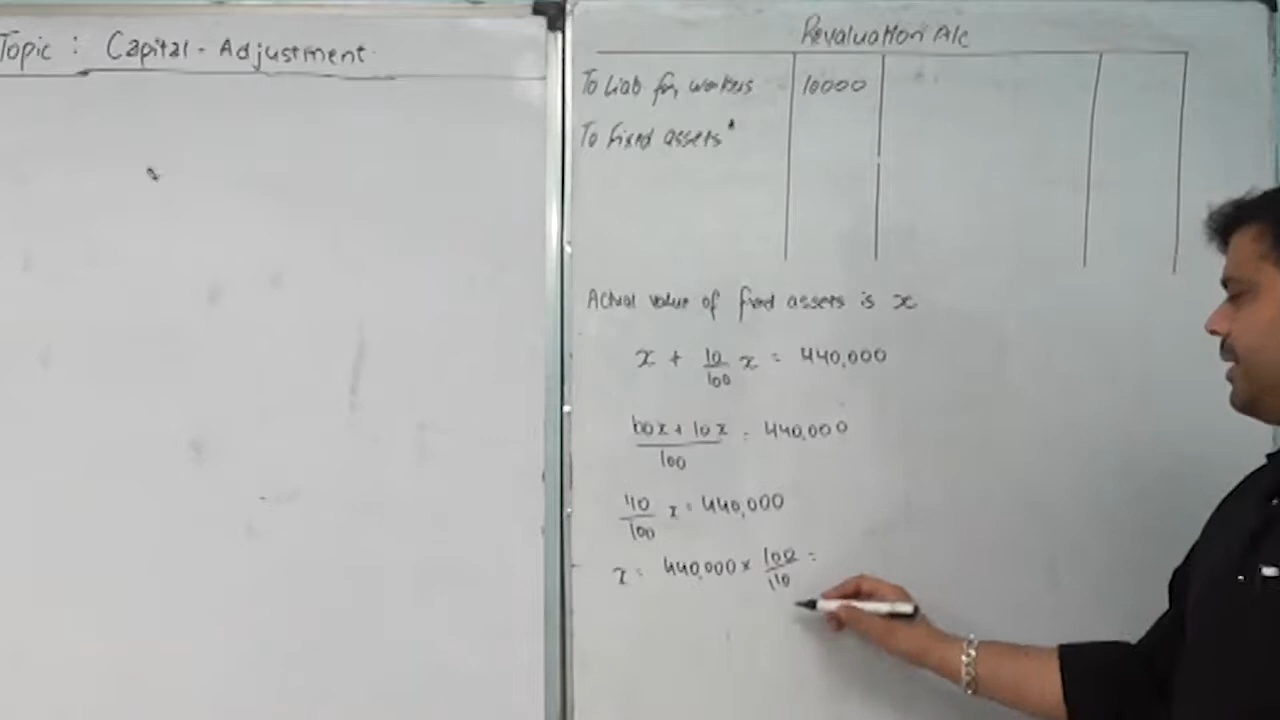 Topic : Capital - Adjustment
Revaluation A/c
To Liab for workers 10000
To fixed assets
Actual value of fixed assets is x
x + 10/100 x = 440,000
100x + 10x / 100 = 440,000
110/100 x = 440,000
x = 440,000 x 100/110 =